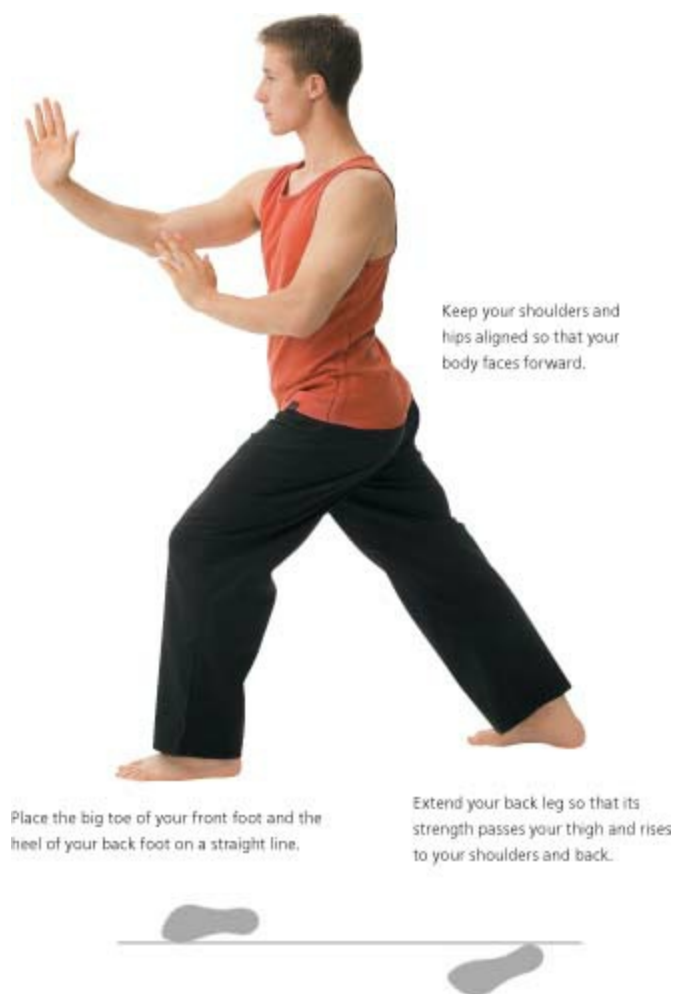 Keep your shoulders and
hips aligned so that your
body faces forward.
Place the big toe of your front foot and the
heel of your back foot on a straight line.
Extend your back leg so that its
strength passes your thigh and rises
to your shoulders and back.